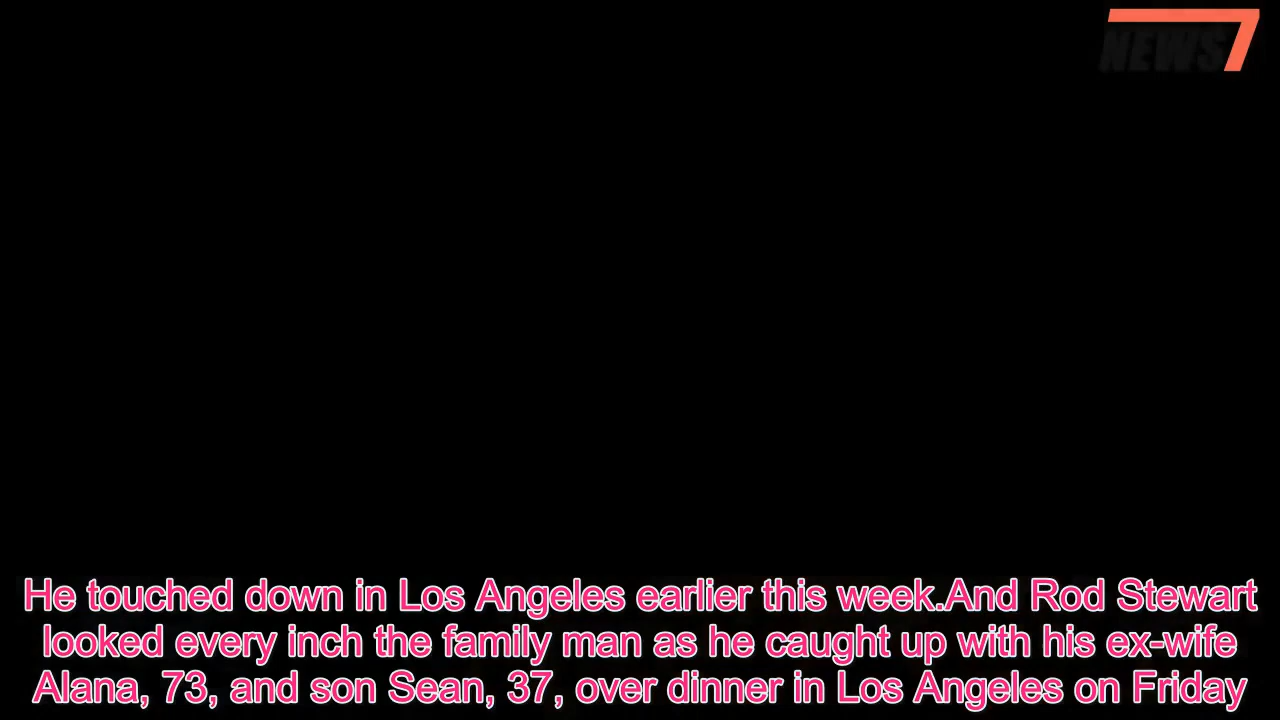 NEWS 7
He touched down in Los Angeles earlier this week.And Rod Stewart
looked every inch the family man as he caught up with his ex-wife
Alana, 73, and son Sean, 37, over dinner in Los Angeles on Friday